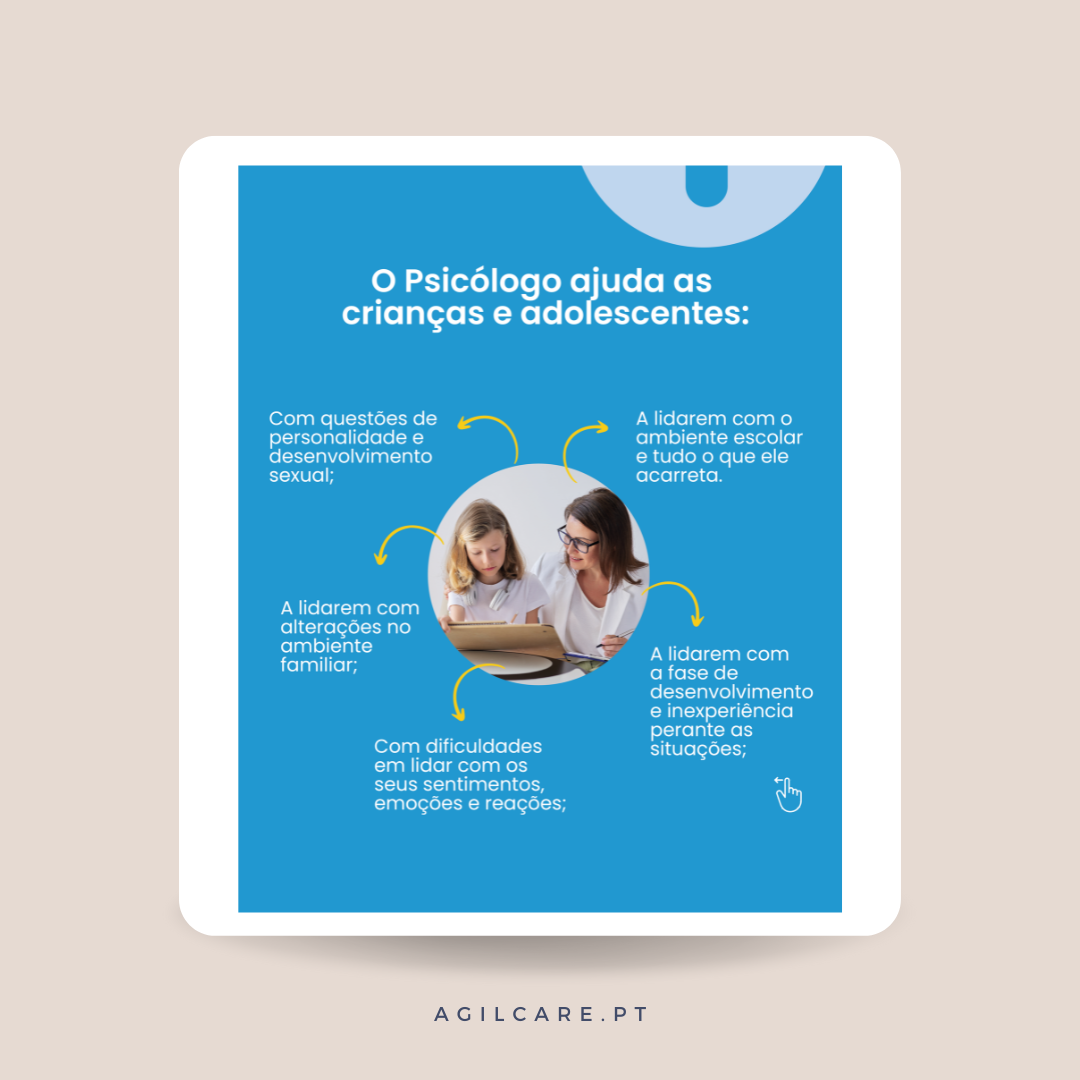 O Psicólogo ajuda as
crianças e adolescentes:
Com questões de
personalidade e
desenvolvimento
sexual;
A lidarem com o
ambiente escolar
e tudo o que ele
acarreta.
A lidarem com
alterações no
ambiente
familiar;
A lidarem com
a fase de
desenvolvimento
e inexperiência
perante as
situações;
Com dificuldades
em lidar com os
seus sentimentos,
emoções e reações;
AGILCARE.PT